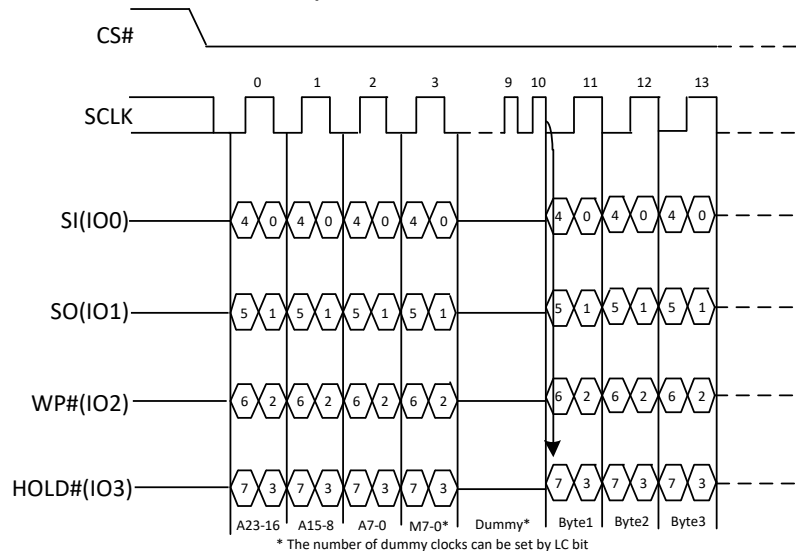 CS#
0 1 2 3 9 10 11 12 13
SCLK
SI(IO0) 4 0 4 0 4 0 4 0 4 0 4 0 4 0
SO(IO1) 5 1 5 1 5 1 5 1 5 1 5 1 5 1
WP#(IO2) 6 2 6 2 6 2 6 2 6 2 6 2 6 2
HOLD#(IO3) 7 3 7 3 7 3 7 3 7 3 7 3 7 3
A23-16 A15-8 A7-0 M7-0* Dummy* Byte1 Byte2 Byte3
* The number of dummy clocks can be set by LC bit